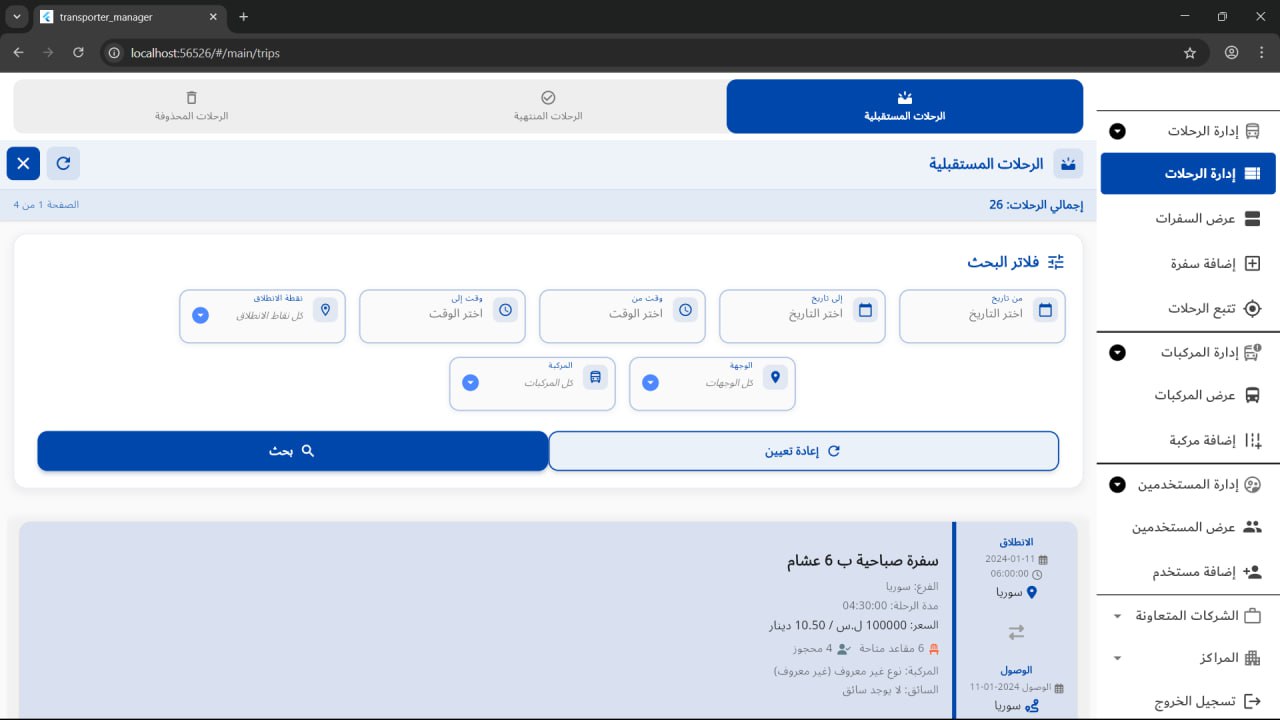 transporter_manager
localhost:56526/#/main/trips
الرحلات المستقبلية
الرحلات المنتهية
الرحلات المحذوفة
الرحلات المستقبلية
إجمالي الرحلات: 26
الصفحة 1 من 4
فلاتر البحث
من تاريخ
اختر التاريخ
إلى تاريخ
اختر التاريخ
وقت من
اختر الوقت
وقت إلى
اختر الوقت
نقطة الانطلاق
كل نقاط الانطلاق
الوجهة
كل الوجهات
المركبة
كل المركبات
إعادة تعيين
بحث
الانطلاق
2024-01-11
06:00:00
سوريا
الوصول
الوصول 2024-01-11
سوريا
سفرة صباحية ب 6 عشام
الفرع: سوريا
مدة الرحلة: 04:30:00
السعر: 100000 ل.س / 10.50 دينار
6 مقاعد متاحة
4 محجوز
المركبة: نوع غير معروف (غير معروف)
السائق: لا يوجد سائق
إدارة الرحلات
إدارة الرحلات
عرض السفرات
إضافة سفرة
تتبع الرحلات
إدارة المركبات
عرض المركبات
إضافة مركبة
إدارة المستخدمين
عرض المستخدمين
إضافة مستخدم
الشركات المتعاونة
المراكز
تسجيل الخروج